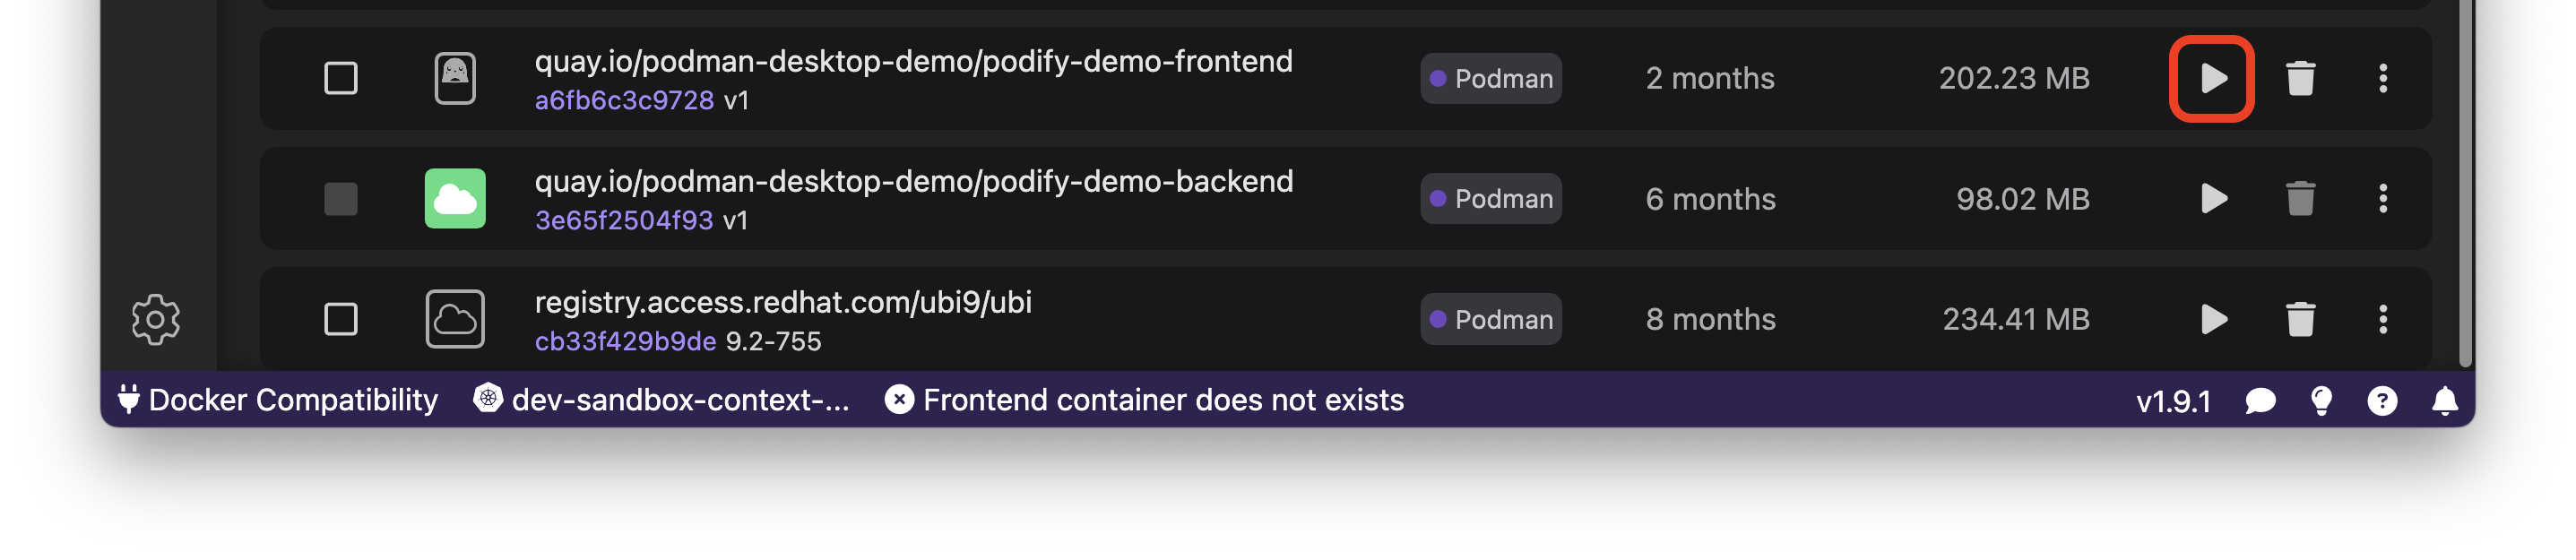 quay.io/podman-desktop-demo/podify-demo-frontend
a6fb6c3c9728 v1
Podman
2 months
202.23 MB
quay.io/podman-desktop-demo/podify-demo-backend
3e65f2504f93 v1
Podman
6 months
98.02 MB
registry.access.redhat.com/ubi9/ubi
cb33f429b9de 9.2-755
Podman
8 months
234.41 MB
Docker Compatibility
dev-sandbox-context-...
Frontend container does not exists
v1.9.1